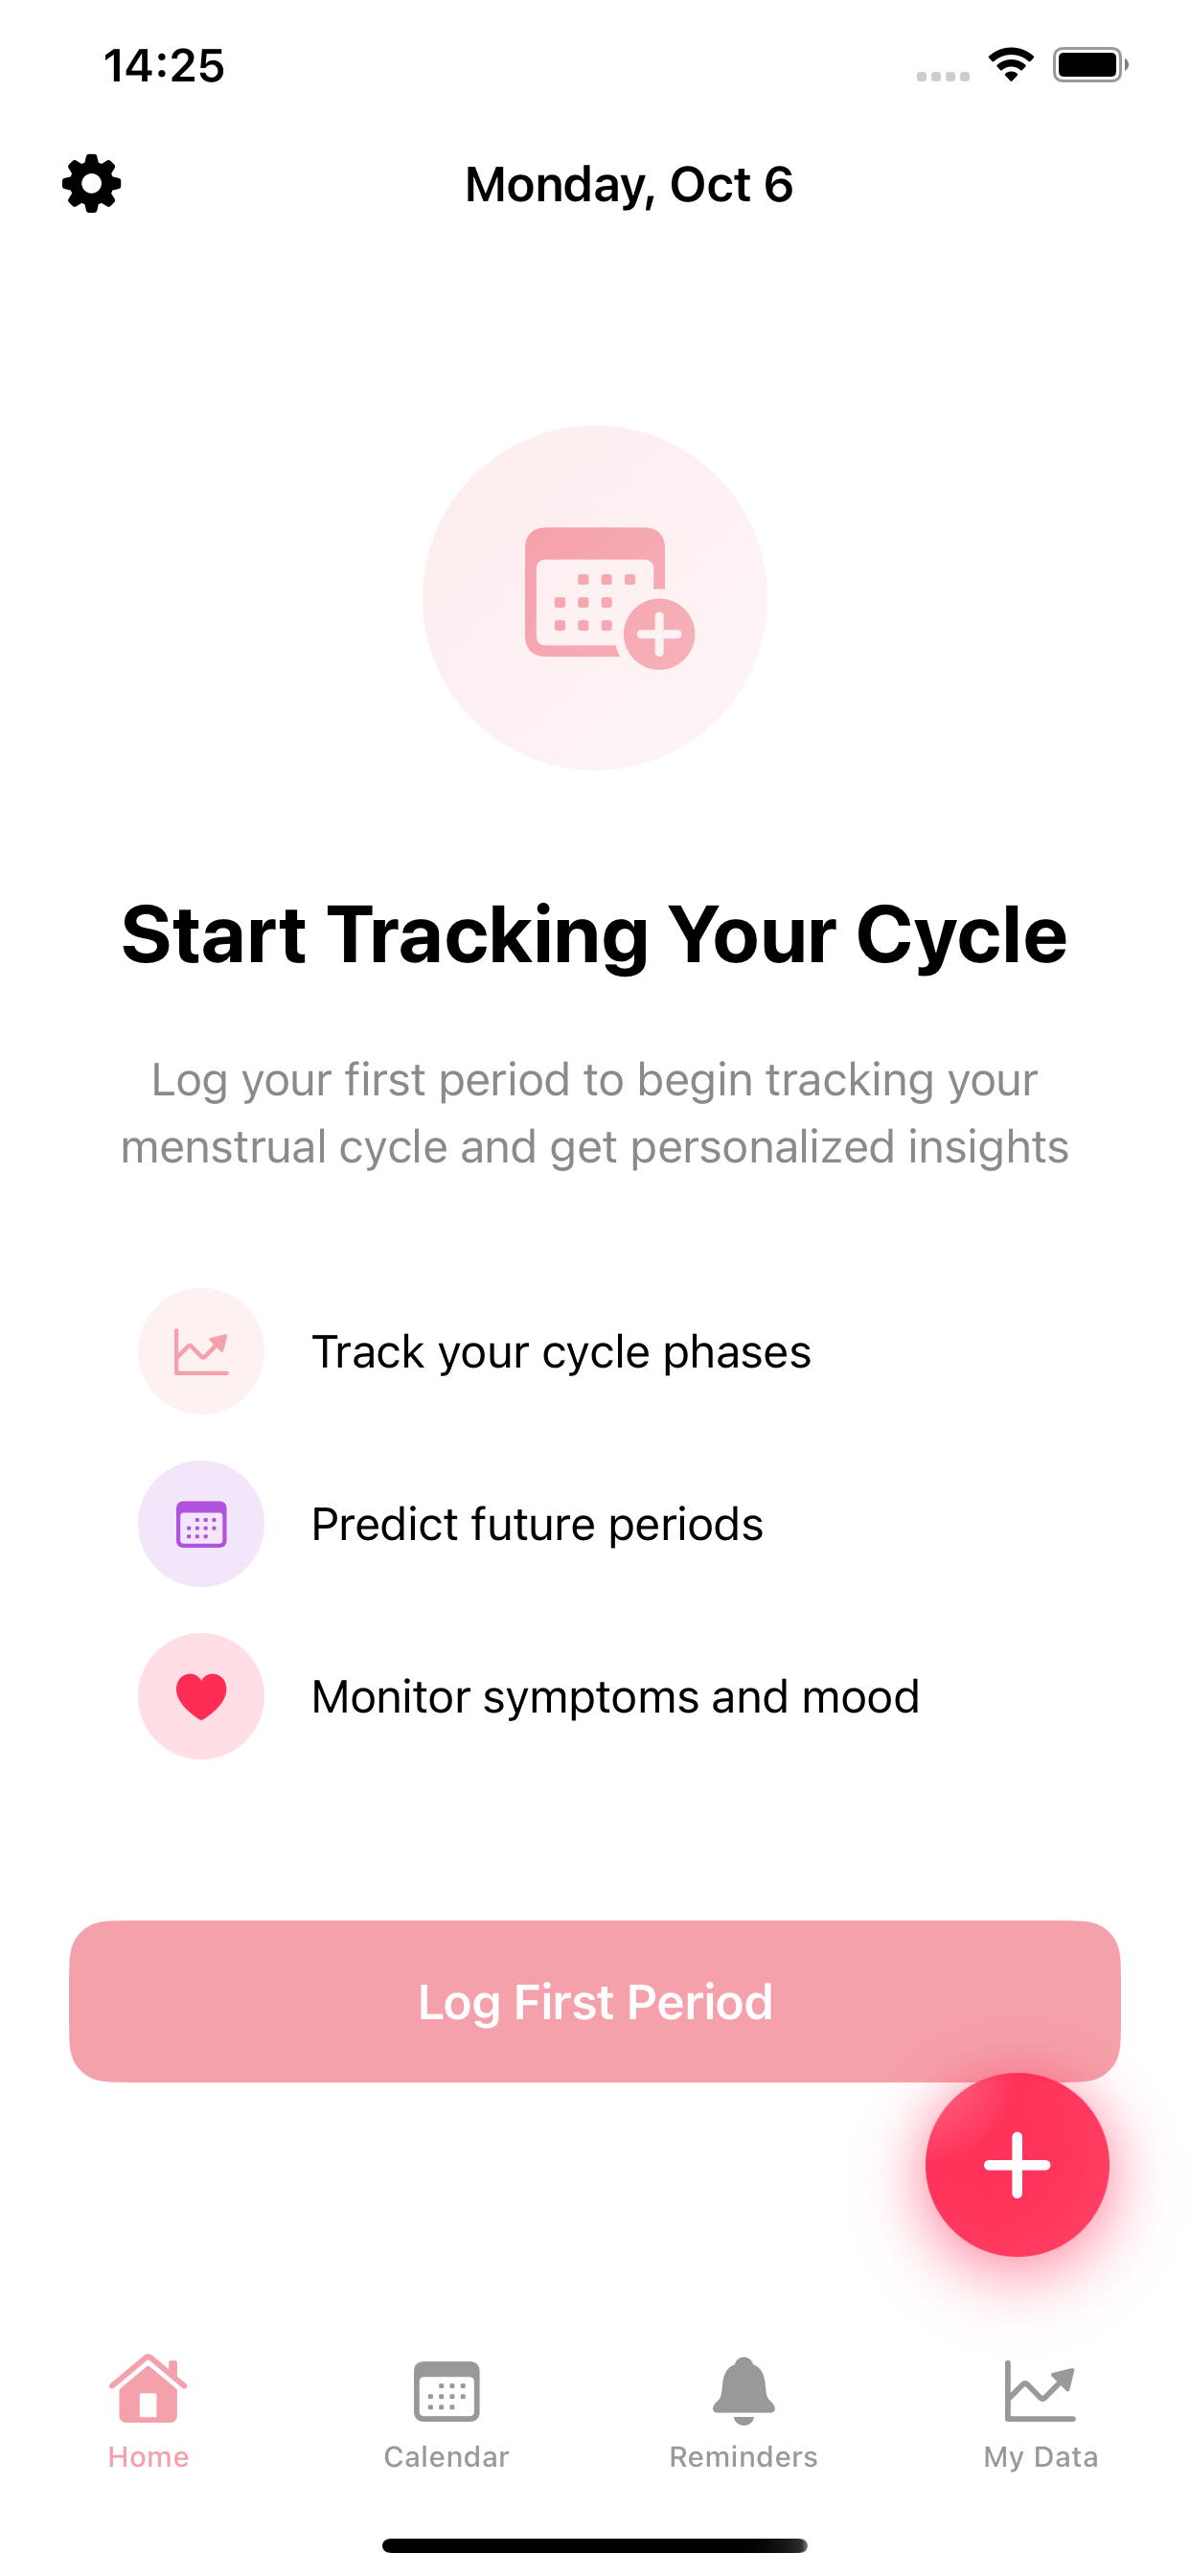 14:25
Monday, Oct 6
Start Tracking Your Cycle
Log your first period to begin tracking your
menstrual cycle and get personalized insights
Track your cycle phases
Predict future periods
Monitor symptoms and mood
Log First Period
Home
Calendar
Reminders
My Data